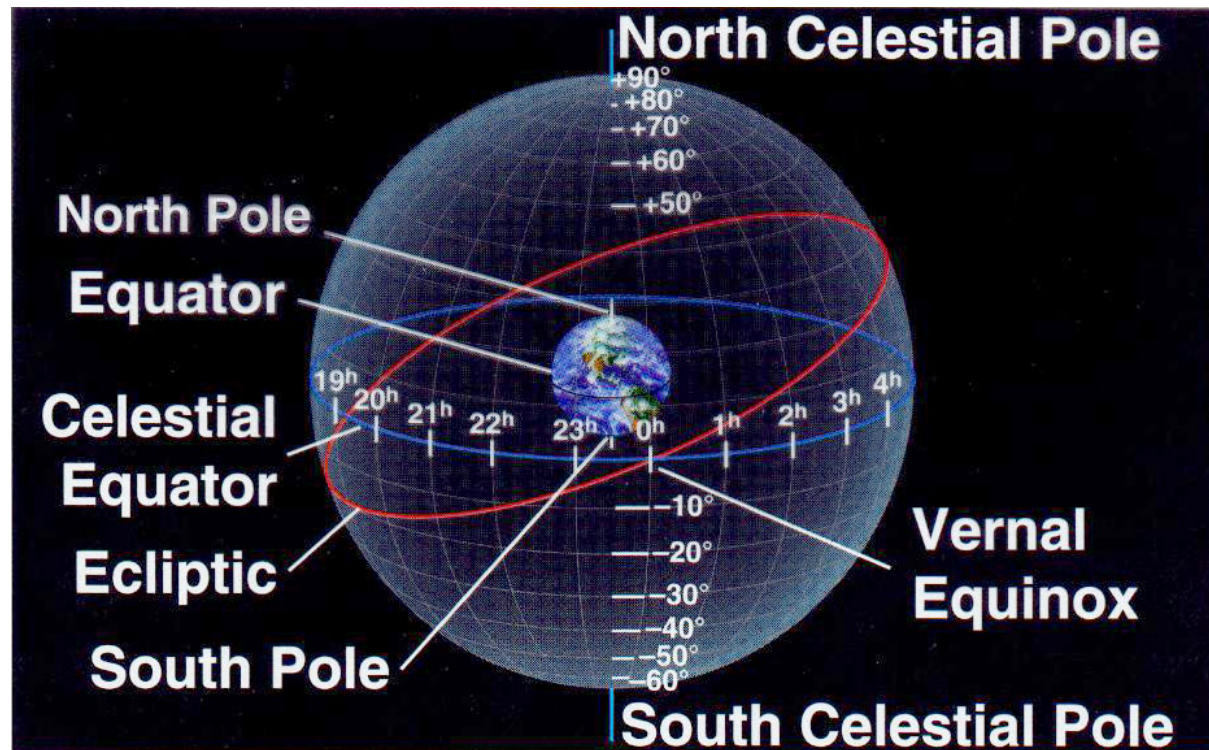 North Celestial Pole
+90°
+80°
+70°
+60°
+50°
North Pole
Equator
19h
20h
21h
22h
23h
0h
1h
2h
3h
4h
Celestial
Equator
Ecliptic
South Pole
-10°
-20°
-30°
-40°
-50°
-60°
Vernal
Equinox
South Celestial Pole